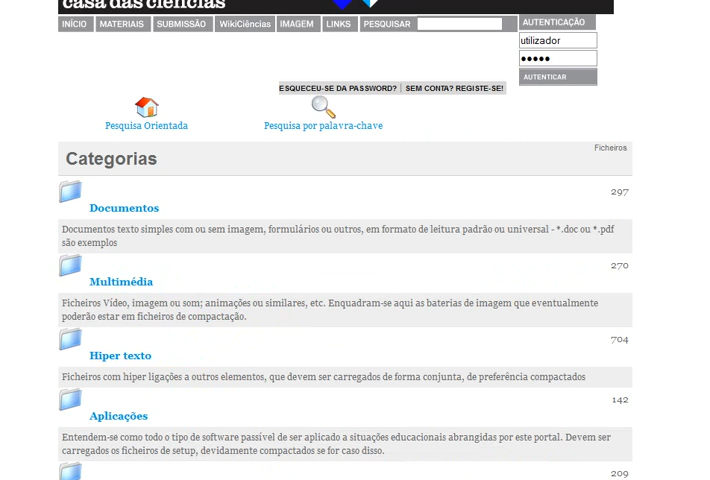 casa das ciências
INÍCIO MATERIAIS SUBMISSÃO WikiCiências IMAGEM LINKS PESQUISAR AUTENTICAÇÃO
utilizador
●●●●●
AUTENTICAR
ESQUECEU-SE DA PASSWORD? | SEM CONTA? REGISTE-SE!
Pesquisa Orientada Pesquisa por palavra-chave
Categorias Ficheiros
297
Documentos
Documentos texto simples com ou sem imagem, formulários ou outros, em formato de leitura padrão ou universal - *.doc ou *.pdf
são exemplos
270
Multimédia
Ficheiros Vídeo, imagem ou som; animações ou similares, etc. Enquadram-se aqui as baterias de imagem que eventualmente
poderão estar em ficheiros de compactação.
704
Hiper texto
Ficheiros com hiper ligações a outros elementos, que devem ser carregados de forma conjunta, de preferência compactados
142
Aplicações
Entendem-se como todo o tipo de software passível de ser aplicado a situações educacionais abrangidas por este portal. Devem ser
carregados os ficheiros de setup, devidamente compactados se for caso disso.
209